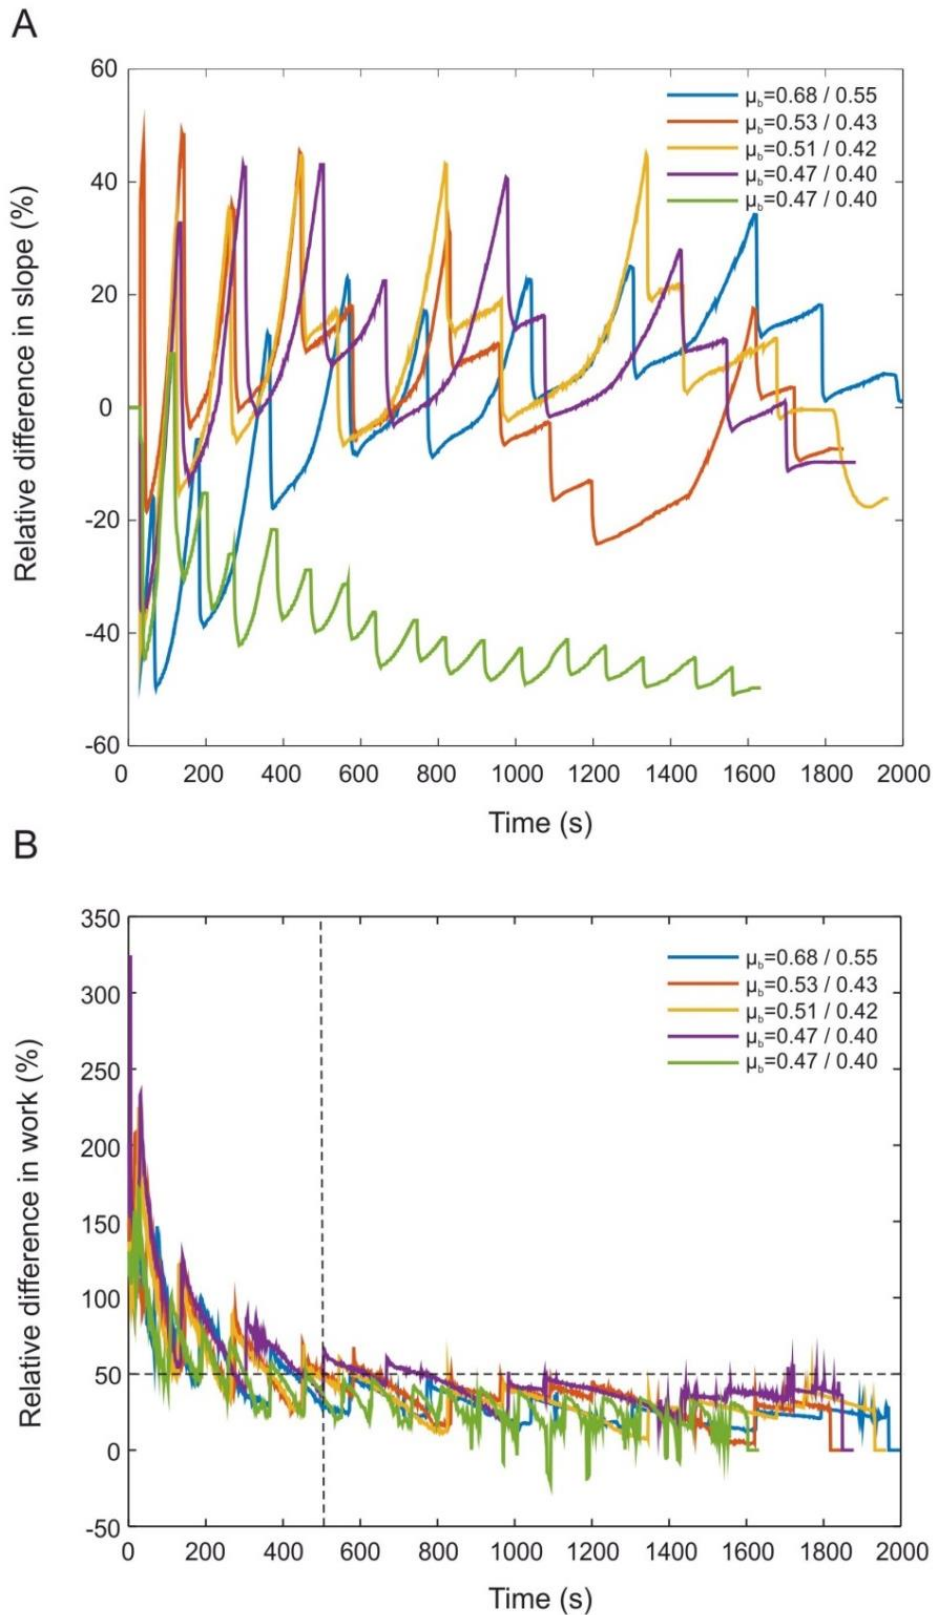 A
60
40
20
0
-20
-40
-60
Relative difference in slope (%)
μb=0.68 / 0.55
μb=0.53 / 0.43
μb=0.51 / 0.42
μb=0.47 / 0.40
μb=0.47 / 0.40
0 200 400 600 800 1000 1200 1400 1600 1800 2000
Time (s)
B
350
300
250
200
150
100
50
0
-50
Relative difference in work (%)
μb=0.68 / 0.55
μb=0.53 / 0.43
μb=0.51 / 0.42
μb=0.47 / 0.40
μb=0.47 / 0.40
0 200 400 600 800 1000 1200 1400 1600 1800 2000
Time (s)